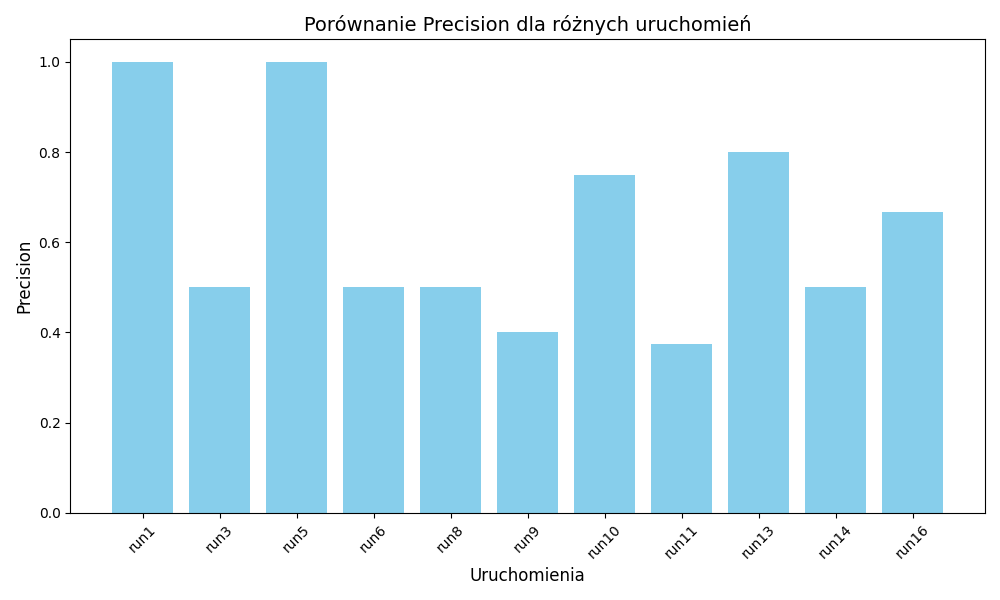 Porównanie Precision dla różnych uruchomień
Precision
1.0
0.8
0.6
0.4
0.2
0.0
run1
run3
run5
run6
run8
run9
run10
run11
run13
run14
run16
Uruchomienia